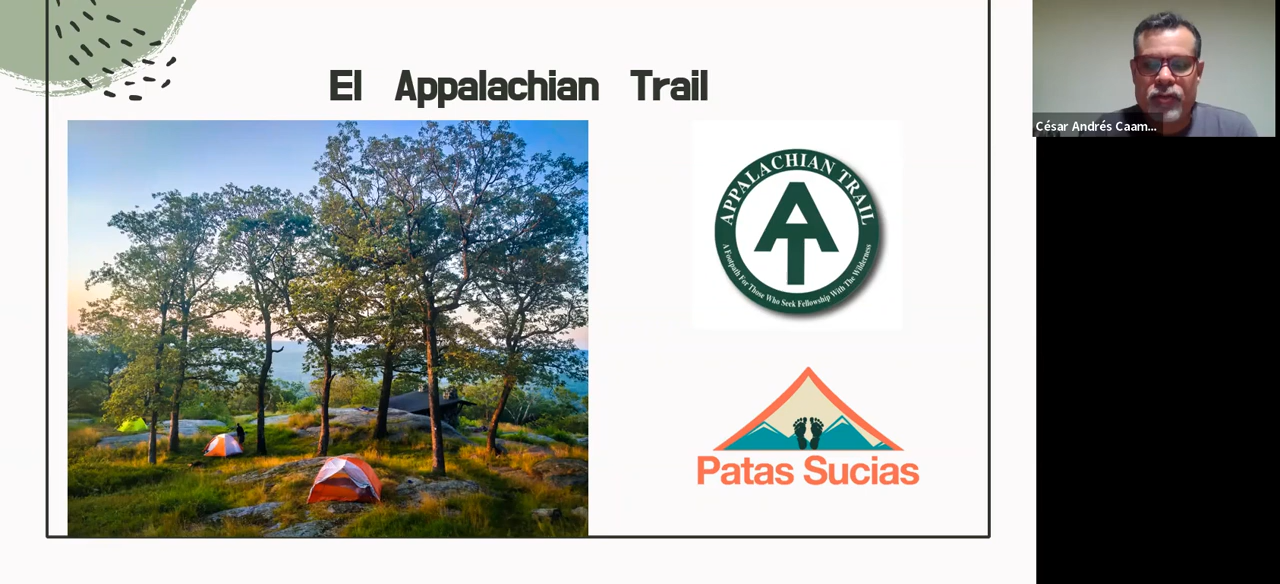 El Appalachian Trail
APPALACHIAN TRAIL
AT
A Footpath For Those Who Seek Fellowship With The Wilderness
Patas Sucias
César Andrés Caam...